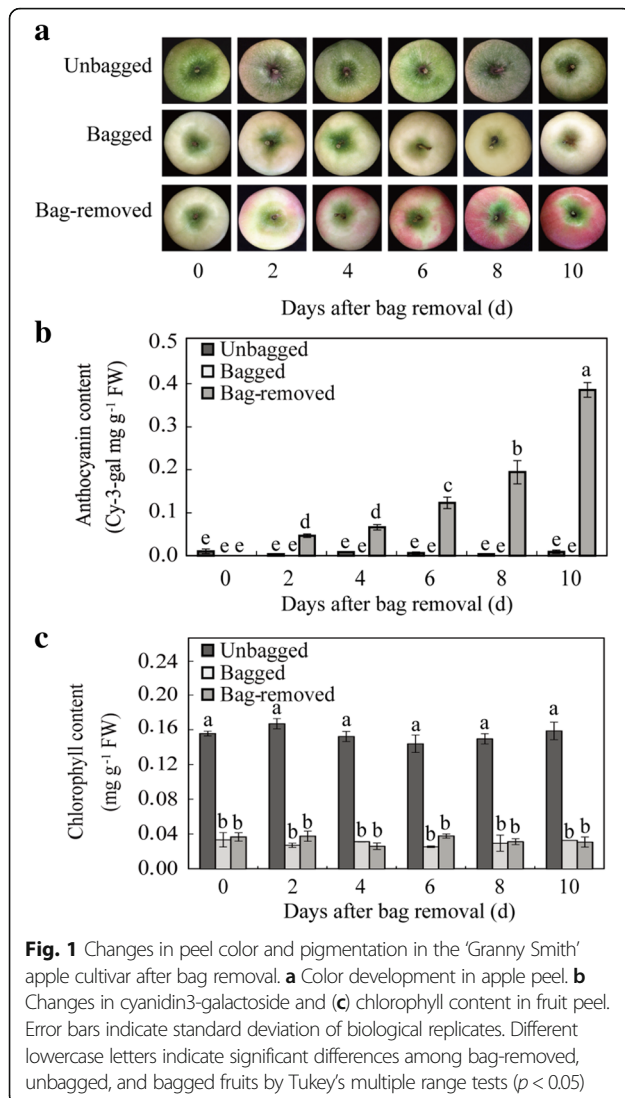 a
Unbagged
Bagged
Bag-removed
0 2 4 6 8 10
Days after bag removal (d)
b
Anthocyanin content
(Cy-3-gal mg g⁻¹ FW)
0.5
0.4
0.3
0.2
0.1
0.0
Unbagged
Bagged
Bag-removed
e e e e e d e e d e e c e e b e e a
0 2 4 6 8 10
Days after bag removal (d)
c
Chlorophyll content
(mg g⁻¹ FW)
0.24
0.20
0.16
0.12
0.08
0.04
0.00
Unbagged
Bagged
Bag-removed
a b b a b b a b b a b b a b b a b b
0 2 4 6 8 10
Days after bag removal (d)
Fig. 1 Changes in peel color and pigmentation in the ‘Granny Smith’
apple cultivar after bag removal. a Color development in apple peel. b
Changes in cyanidin3-galactoside and (c) chlorophyll content in fruit peel.
Error bars indicate standard deviation of biological replicates. Different
lowercase letters indicate significant differences among bag-removed,
unbagged, and bagged fruits by Tukey’s multiple range tests (p < 0.05)